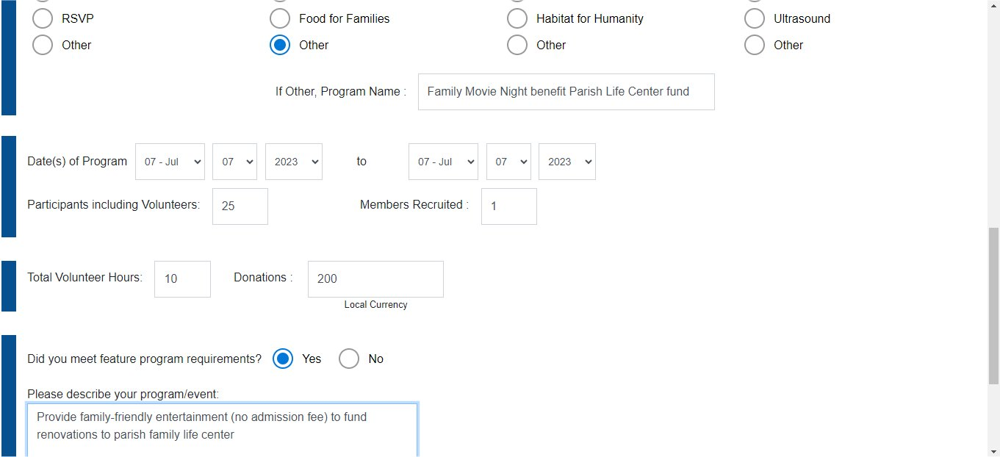 RSVP Food for Families Habitat for Humanity Ultrasound
Other Other Other Other
If Other, Program Name : Family Movie Night benefit Parish Life Center fund
Date(s) of Program 07 - Jul 07 2023 to 07 - Jul 07 2023
Participants including Volunteers: 25 Members Recruited : 1
Total Volunteer Hours: 10 Donations : 200
Local Currency
Did you meet feature program requirements? Yes No
Please describe your program/event:
Provide family-friendly entertainment (no admission fee) to fund
renovations to parish family life center